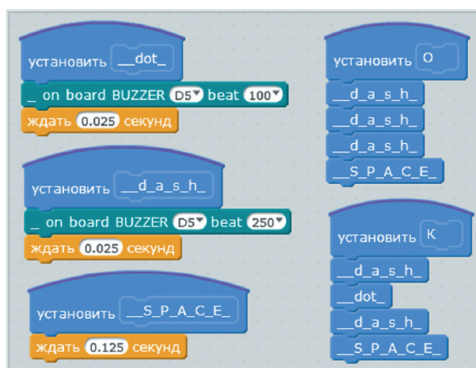 установить __dot_
_ on board BUZZER D5 beat 100
ждать 0.025 секунд
установить __d_a_s_h_
_ on board BUZZER D5 beat 250
ждать 0.025 секунд
установить __S_P_A_C_E_
ждать 0.125 секунд
установить O
__d_a_s_h_
__d_a_s_h_
__d_a_s_h_
__S_P_A_C_E_
установить K
__d_a_s_h_
__dot_
__d_a_s_h_
__S_P_A_C_E_